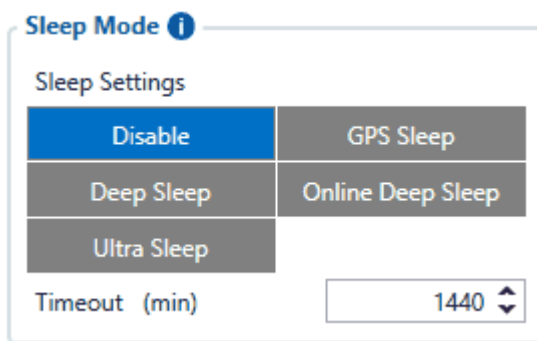 Sleep Mode i
Sleep Settings
Disable GPS Sleep
Deep Sleep Online Deep Sleep
Ultra Sleep
Timeout (min) 1440